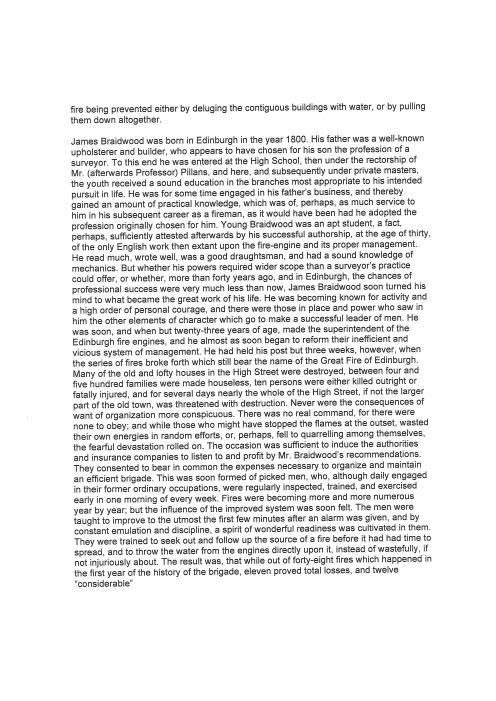 fire being prevented either by deluging the contiguous buildings with water, or by pulling
them down altogether.

James Braidwood was born in Edinburgh in the year 1800. His father was a well-known
upholsterer and builder, who appears to have chosen for his son the profession of a
surveyor. To this end he was entered at the High School, then under the rectorship of
Mr. (afterwards Professor) Pillans, and here, and subsequently under private masters,
the youth received a sound education in the branches most appropriate to his intended
pursuit in life. He was for some time engaged in his father's business, and thereby
gained an amount of practical knowledge, which was of, perhaps, as much service to
him in his subsequent career as a fireman, as it would have been had he adopted the
profession originally chosen for him. Young Braidwood was an apt student, a fact,
perhaps, sufficiently attested afterwards by his successful authorship, at the age of thirty,
of the only English work then extant upon the fire-engine and its proper management.
He read much, wrote well, was a good draughtsman, and had a sound knowledge of
mechanics. But whether his powers required wider scope than a surveyor's practice
could offer, or whether, more than forty years ago, and in Edinburgh, the chances of
professional success were very much less than now, James Braidwood soon turned his
mind to what became the great work of his life. He was becoming known for activity and
a high order of personal courage, and there were those in place and power who saw in
him the other elements of character which go to make a successful leader of men. He
was soon, and when but twenty-three years of age, made the superintendent of the
Edinburgh fire engines, and he almost as soon began to reform their inefficient and
vicious system of management. He had held his post but three weeks, however, when
the series of fires broke forth which still bear the name of the Great Fire of Edinburgh.
Many of the old and lofty houses in the High Street were destroyed, between four and
five hundred families were made houseless, ten persons were either killed outright or
fatally injured, and for several days nearly the whole of the High Street, if not the larger
part of the old town, was threatened with destruction. Never were the consequences of
want of organization more conspicuous. There was no real command, for there were
none to obey; and while those who might have stopped the flames at the outset, wasted
their own energies in random efforts, or, perhaps, fell to quarrelling among themselves,
the fearful devastation rolled on. The occasion was sufficient to induce the authorities
and insurance companies to listen to and profit by Mr. Braidwood's recommendations.
They consented to bear in common the expenses necessary to organize and maintain
an efficient brigade. This was soon formed of picked men, who, although daily engaged
in their former ordinary occupations, were regularly inspected, trained, and exercised
early in one morning of every week. Fires were becoming more and more numerous
year by year; but the influence of the improved system was soon felt. The men were
taught to improve to the utmost the first few minutes after an alarm was given, and by
constant emulation and discipline, a spirit of wonderful readiness was cultivated in them.
They were trained to seek out and follow up the source of a fire before it had had time to
spread, and to throw the water from the engines directly upon it, instead of wastefully, if
not injuriously about. The result was, that while out of forty-eight fires which happened in
the first year of the history of the brigade, eleven proved total losses, and twelve
"considerable"